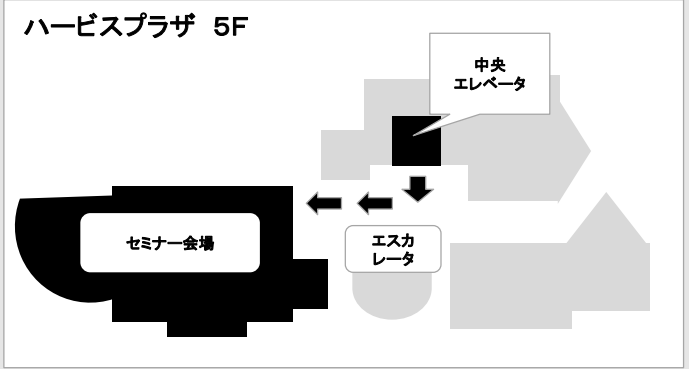 ハービスプラザ 5F
中央
エレベータ
セミナー会場
エスカ
レータ